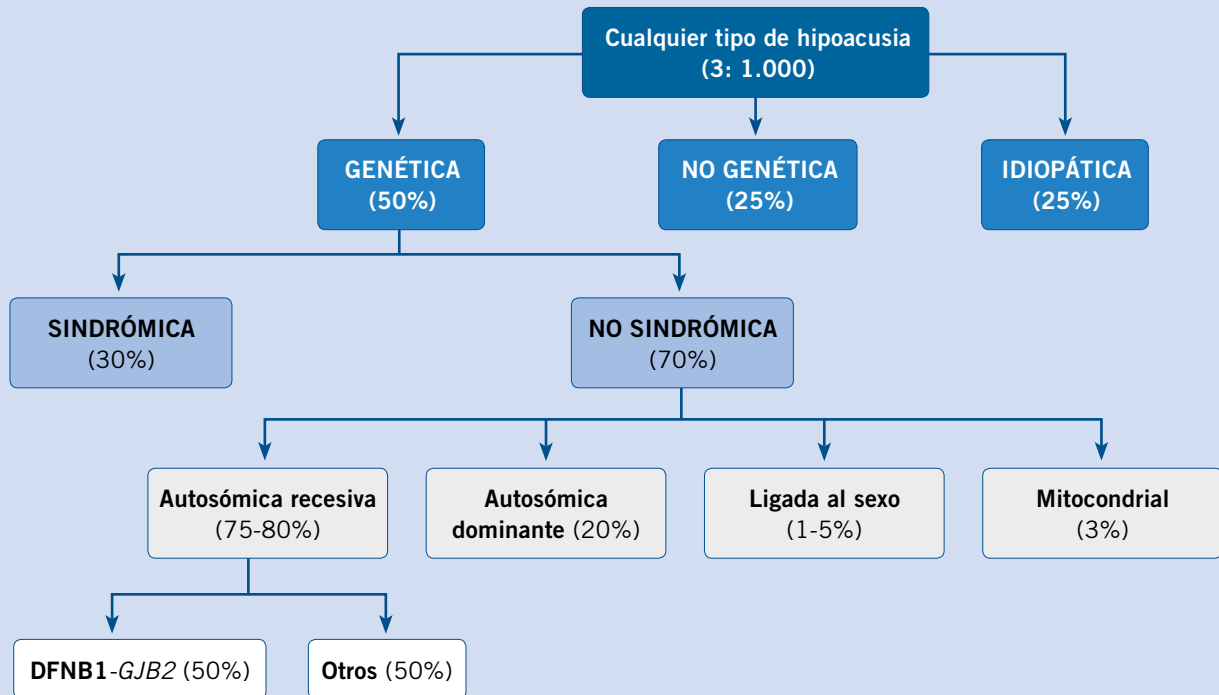 Cualquier tipo de hipoacusia
(3: 1.000)
GENÉTICA
(50%)
NO GENÉTICA
(25%)
IDIOPÁTICA
(25%)
SINDRÓMICA
(30%)
NO SINDRÓMICA
(70%)
Autosómica recesiva
(75-80%)
Autosómica
dominante (20%)
Ligada al sexo
(1-5%)
Mitocondrial
(3%)
DFNB1-GJB2 (50%)
Otros (50%)